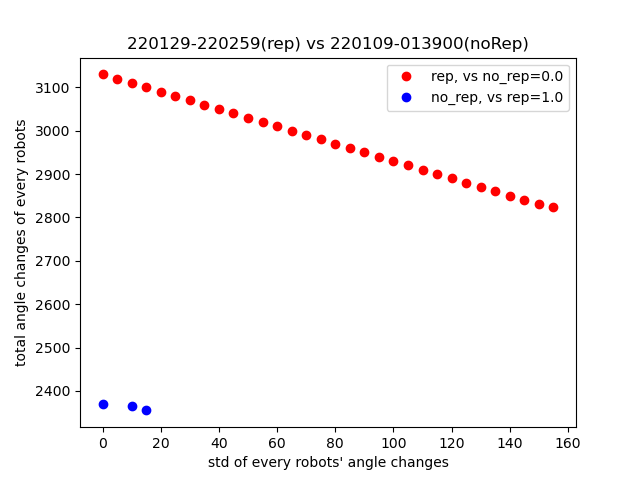 220129-220259(rep) vs 220109-013900(noRep)
rep, vs no_rep=0.0
no_rep, vs rep=1.0
total angle changes of every robots
3100
3000
2900
2800
2700
2600
2500
2400
0 20 40 60 80 100 120 140 160
std of every robots' angle changes